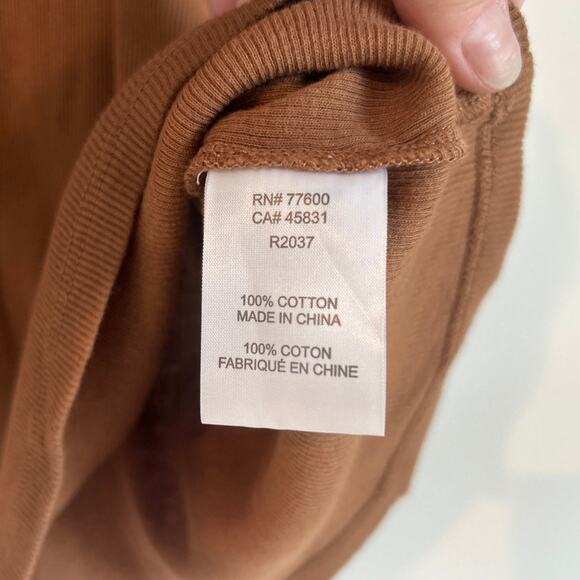 RN# 77600
CA# 45831
R2037
100% COTTON
MADE IN CHINA
100% COTON
FABRIQUÉ EN CHINE